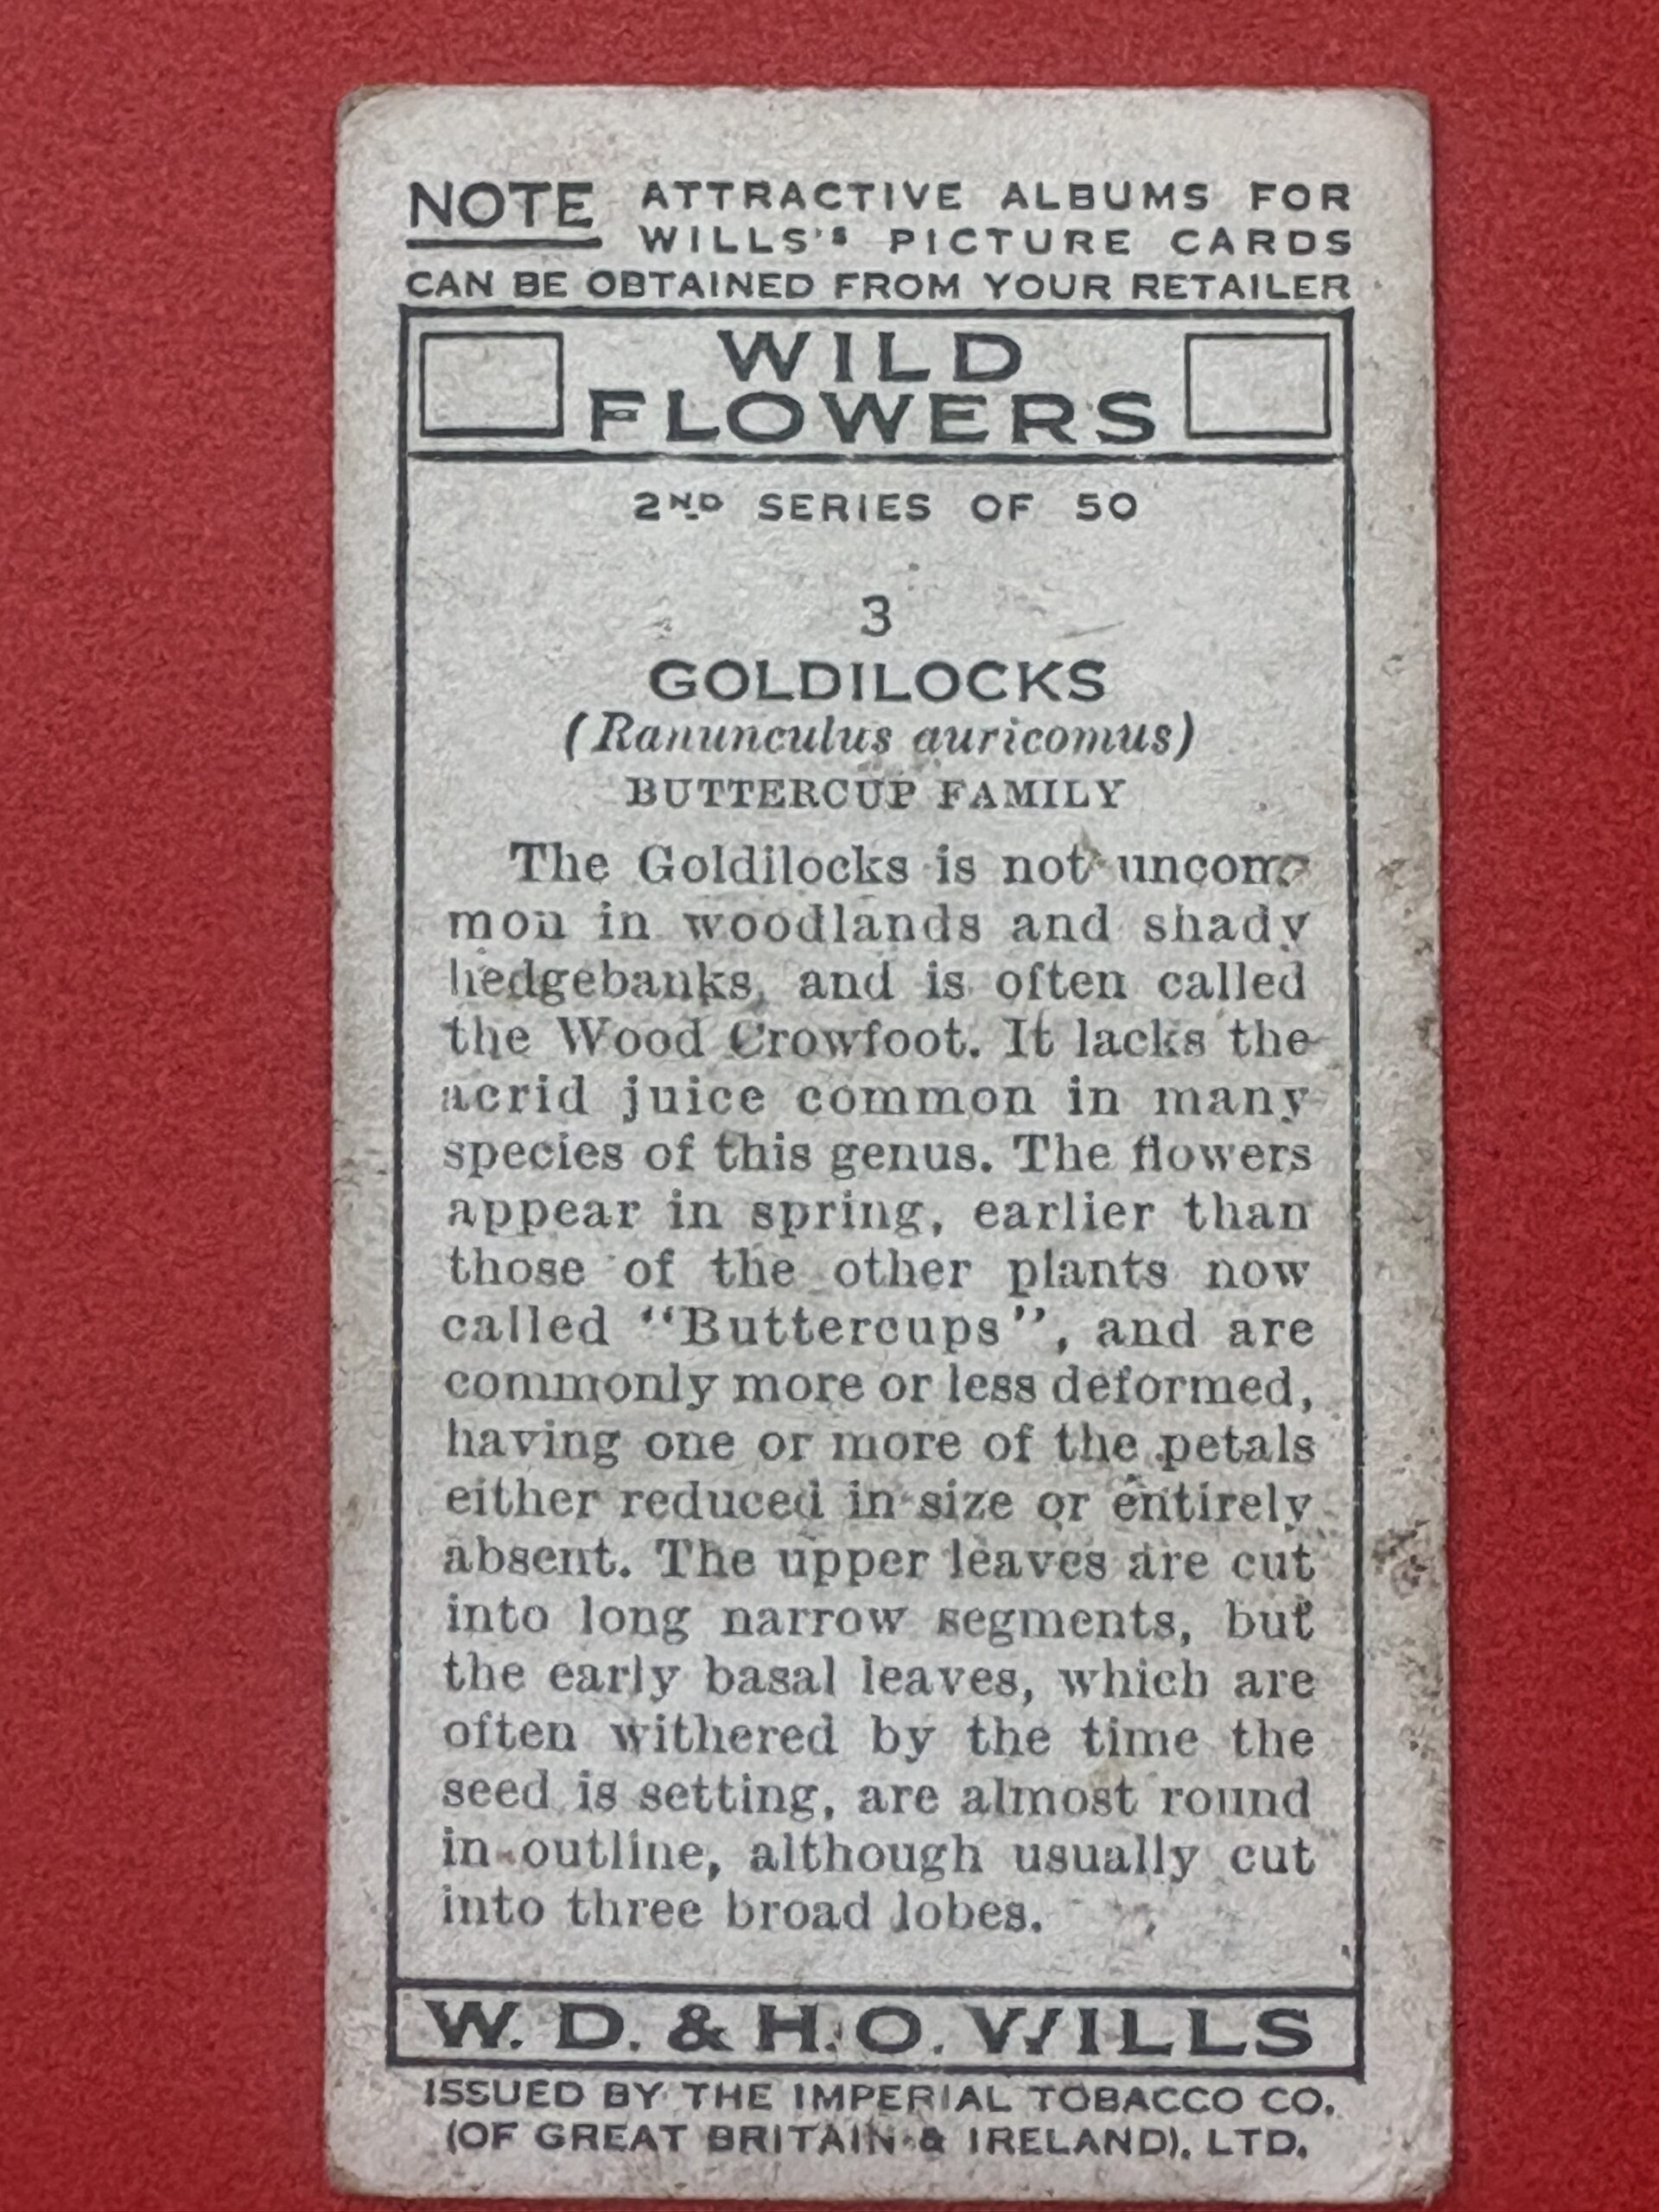 NOTE ATTRACTIVE ALBUMS FOR
WILLS'S PICTURE CARDS
CAN BE OBTAINED FROM YOUR RETAILER
WILD
FLOWERS
2ND SERIES OF 50
3
GOLDILOCKS
(Ranunculus auricomus)
BUTTERCUP FAMILY
The Goldilocks is not uncom-
mon in woodlands and shady
hedgebanks, and is often called
the Wood Crowfoot. It lacks the
acrid juice common in many
species of this genus. The flowers
appear in spring, earlier than
those of the other plants now
called "Buttercups", and are
commonly more or less deformed,
having one or more of the petals
either reduced in size or entirely
absent. The upper leaves are cut
into long narrow segments, but
the early basal leaves, which are
often withered by the time the
seed is setting, are almost round
in outline, although usually cut
into three broad lobes.
W. D. & H. O. WILLS
ISSUED BY THE IMPERIAL TOBACCO CO.
(OF GREAT BRITAIN & IRELAND), LTD.